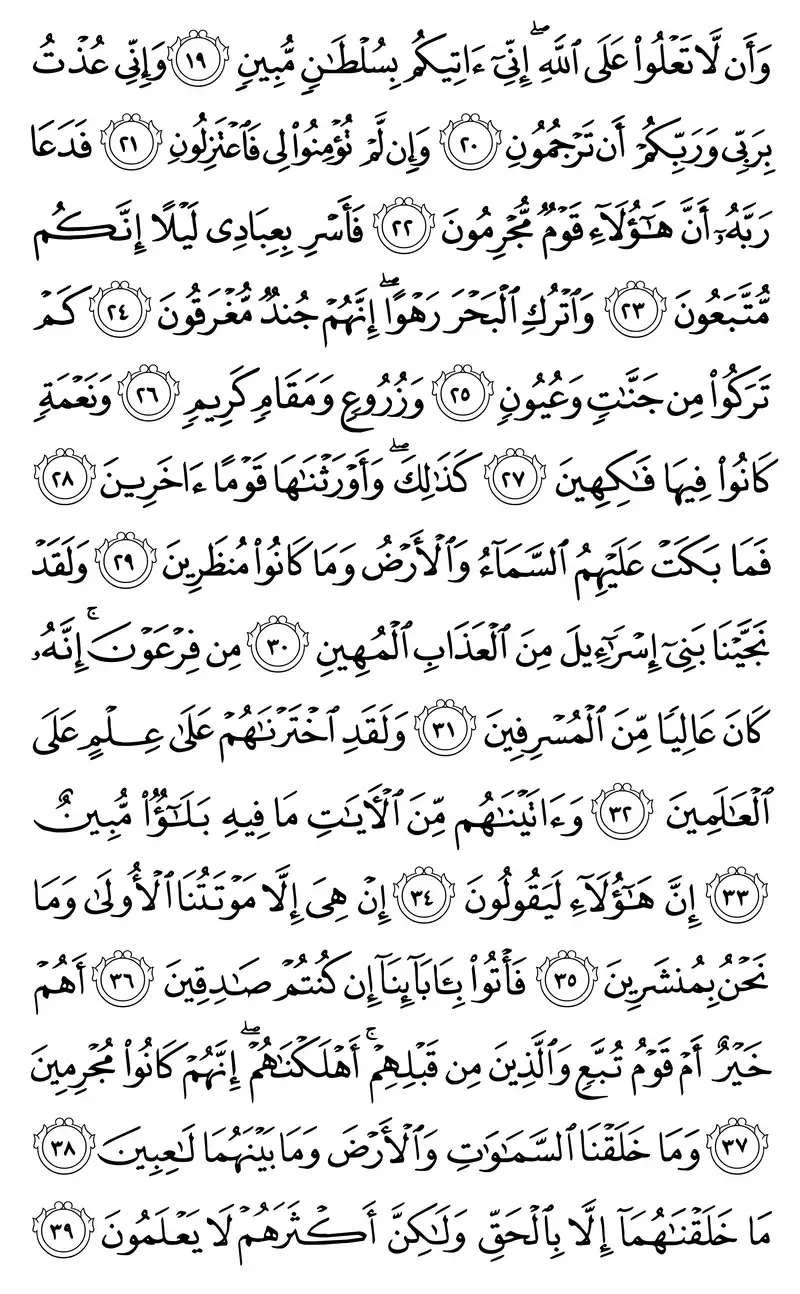 وَأَن لَّا تَعْلُوا۟ عَلَى ٱللَّهِ ۖ إِنِّىٓ ءَاتِيكُم بِسُلْطَـٰنٍ مُّبِينٍ ١٩ وَإِنِّى عُذْتُ
بِرَبِّى وَرَبِّكُمْ أَن تَرْجُمُونِ ٢٠ وَإِن لَّمْ تُؤْمِنُوا۟ لِى فَٱعْتَزِلُونِ ٢١ فَدَعَا
رَبَّهُۥٓ أَنَّ هَـٰٓؤُلَآءِ قَوْمٌ مُّجْرِمُونَ ٢٢ فَأَسْرِ بِعِبَادِى لَيْلًا إِنَّكُم
مُّتَّبَعُونَ ٢٣ وَٱتْرُكِ ٱلْبَحْرَ رَهْوًا ۖ إِنَّهُمْ جُندٌ مُّغْرَقُونَ ٢٤ كَمْ
تَرَكُوا۟ مِن جَنَّـٰتٍ وَعُيُونٍ ٢٥ وَزُرُوعٍ وَمَقَامٍ كَرِيمٍ ٢٦ وَنَعْمَةٍ
كَانُوا۟ فِيهَا فَـٰكِهِينَ ٢٧ كَذَٰلِكَ ۖ وَأَوْرَثْنَـٰهَا قَوْمًا ءَاخَرِينَ ٢٨
فَمَا بَكَتْ عَلَيْهِمُ ٱلسَّمَآءُ وَٱلْأَرْضُ وَمَا كَانُوا۟ مُنظَرِينَ ٢٩ وَلَقَدْ
نَجَّيْنَا بَنِىٓ إِسْرَٰٓءِيلَ مِنَ ٱلْعَذَابِ ٱلْمُهِينِ ٣٠ مِن فِرْعَوْنَ ۚ إِنَّهُۥ
كَانَ عَالِيًا مِّنَ ٱلْمُسْرِفِينَ ٣١ وَلَقَدِ ٱخْتَرْنَـٰهُمْ عَلَىٰ عِلْمٍ عَلَى
ٱلْعَـٰلَمِينَ ٣٢ وَءَاتَيْنَـٰهُم مِّنَ ٱلْـَٔايَـٰتِ مَا فِيهِ بَلَـٰٓؤٌا۟ مُّبِينٌ
٣٣ إِنَّ هَـٰٓؤُلَآءِ لَيَقُولُونَ ٣٤ إِنْ هِىَ إِلَّا مَوْتَتُنَا ٱلْأُولَىٰ وَمَا
نَحْنُ بِمُنشَرِينَ ٣٥ فَأْتُوا۟ بِـَٔابَآئِنَآ إِن كُنتُمْ صَـٰدِقِينَ ٣٦ أَهُمْ
خَيْرٌ أَمْ قَوْمُ تُبَّعٍ وَٱلَّذِينَ مِن قَبْلِهِمْ ۚ أَهْلَكْنَـٰهُمْ ۖ إِنَّهُمْ كَانُوا۟ مُجْرِمِينَ
٣٧ وَمَا خَلَقْنَا ٱلسَّمَـٰوَٰتِ وَٱلْأَرْضَ وَمَا بَيْنَهُمَا لَـٰعِبِينَ ٣٨
مَا خَلَقْنَـٰهُمَآ إِلَّا بِٱلْحَقِّ وَلَـٰكِنَّ أَكْثَرَهُمْ لَا يَعْلَمُونَ ٣٩